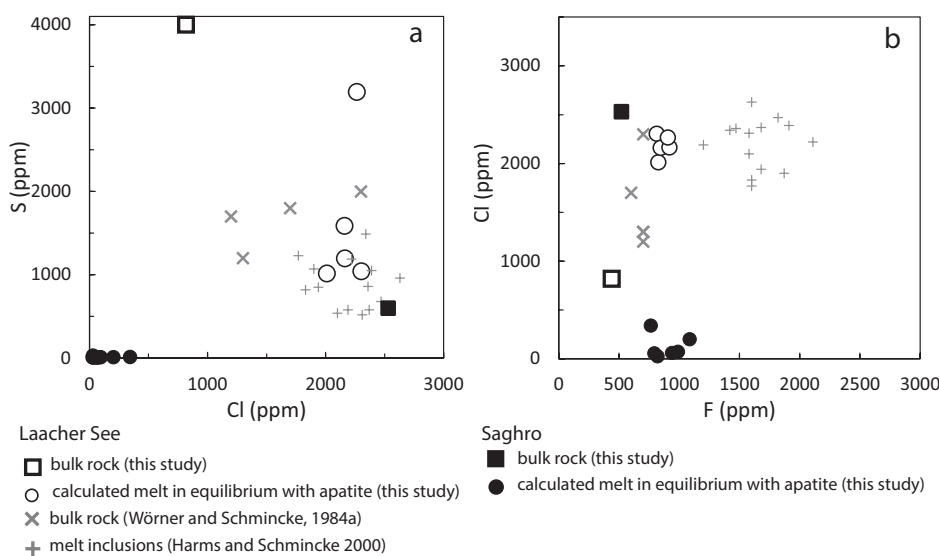 a
4000
3000
2000
1000
0
S (ppm)
0 1000 2000 3000
Cl (ppm)
b
3000
2000
1000
0
Cl (ppm)
0 500 1000 1500 2000 2500 3000
F (ppm)
Laacher See
bulk rock (this study)
calculated melt in equilibrium with apatite (this study)
bulk rock (Wörner and Schmincke, 1984a)
melt inclusions (Harms and Schmincke 2000)
Saghro
bulk rock (this study)
calculated melt in equilibrium with apatite (this study)